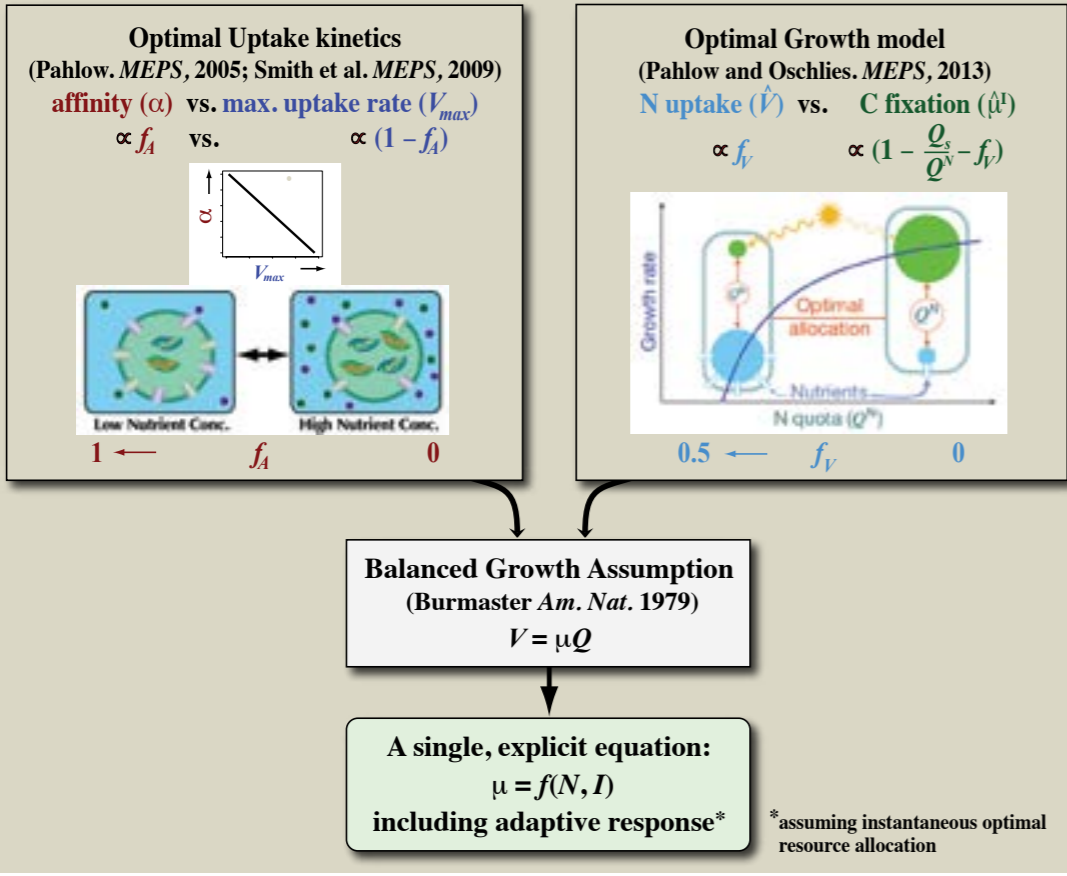 Optimal Uptake kinetics
(Pahlow. MEPS, 2005; Smith et al. MEPS, 2009)
affinity (α) vs. max. uptake rate (Vmax)
∝ fA vs. ∝ (1 – fA)
α
Vmax
Low Nutrient Conc. High Nutrient Conc.
1 ← fA 0
Optimal Growth model
(Pahlow and Oschlies. MEPS, 2013)
N uptake (V̂) vs. C fixation (μ̂ᴵ)
∝ fV ∝ (1 – Qs/Qᴺ – fV)
Growth rate
Qᴺ
Optimal
allocation
Qᴺ
Nutrients
N quota (Qᴺ)
0.5 ← fV 0
Balanced Growth Assumption
(Burmaster Am. Nat. 1979)
V = μQ
A single, explicit equation:
μ = f(N, I)
including adaptive response*
*assuming instantaneous optimal
resource allocation